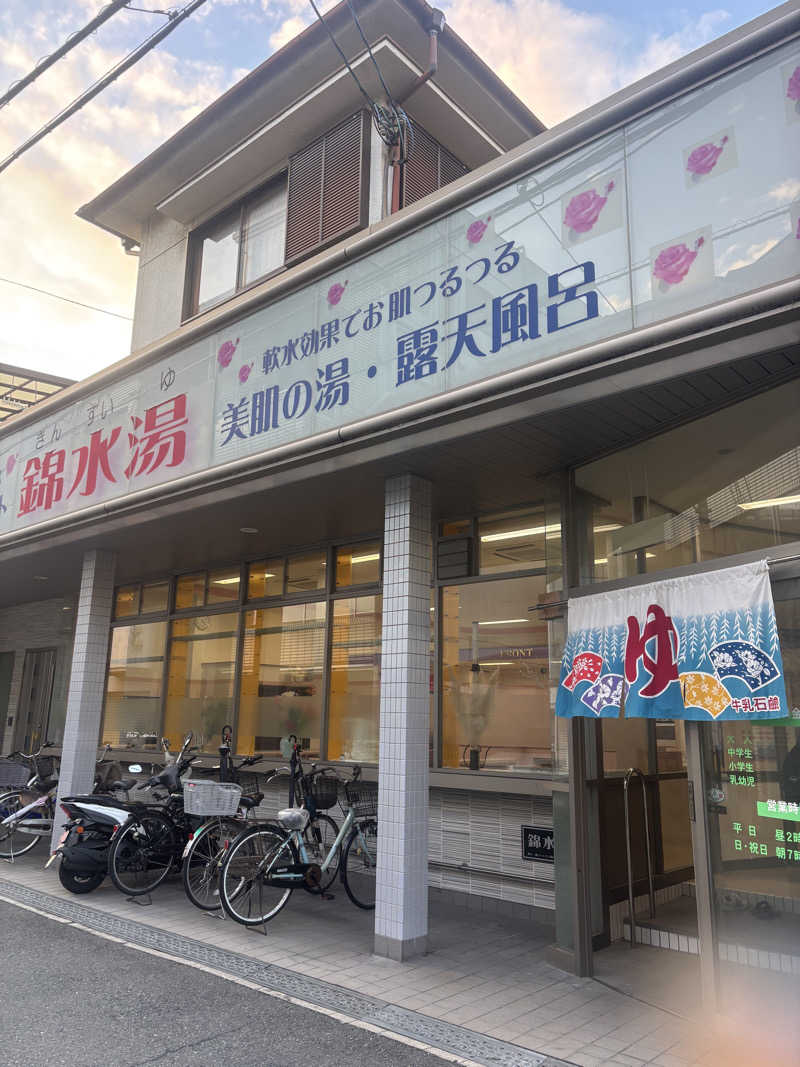 きん すい ゆ
錦水湯
軟水効果でお肌つるつる
美肌の湯・露天風呂
FRONT
ゆ
牛乳石鹸
大人
中学生
小学生
乳幼児
営業時
平日 昼2時
日・祝日 朝7時
錦水